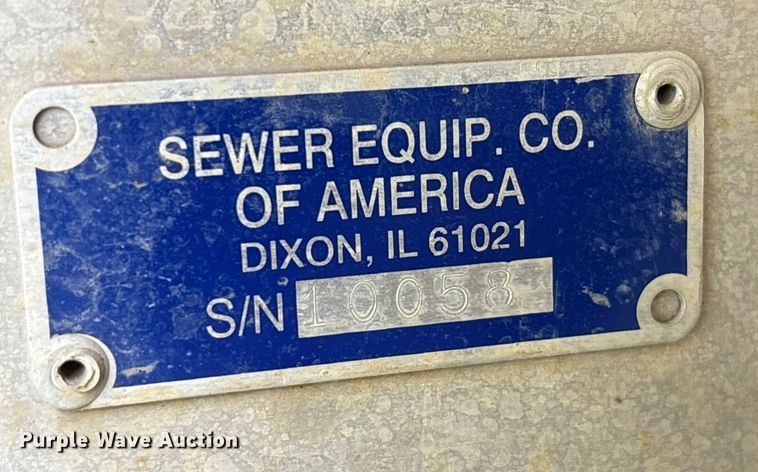 SEWER EQUIP. CO.
OF AMERICA
DIXON, IL 61021
S/N 10058
Purple Wave Auction